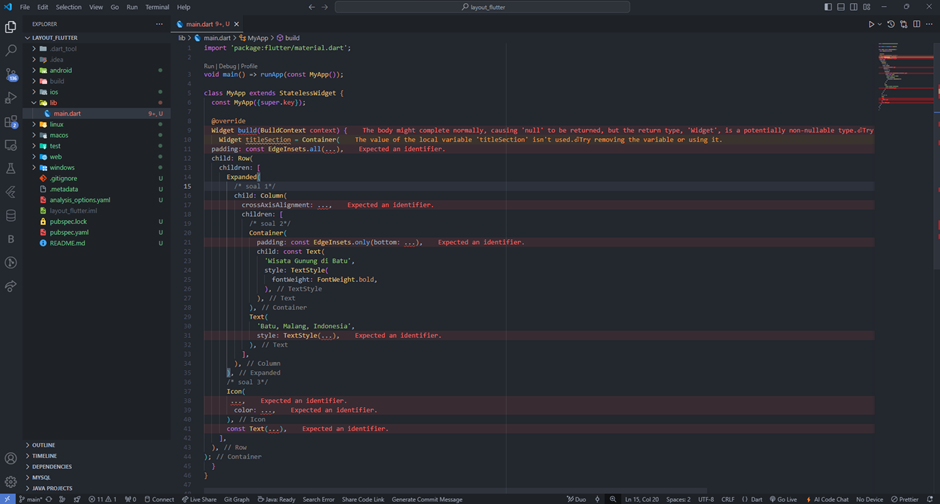 File Edit Selection View Go Run Terminal Help
layout_flutter
EXPLORER
LAYOUT_FLUTTER
.dart_tool
.idea
android
build
ios
lib
main.dart 9+, U
linux
macos
test
web
windows
.gitignore U
.metadata U
analysis_options.yaml U
layout_flutter.iml
pubspec.lock U
pubspec.yaml U
README.md U
OUTLINE
TIMELINE
DEPENDENCIES
MYSQL
JAVA PROJECTS
main.dart 9+, U
lib > main.dart > MyApp > build
1 import 'package:flutter/material.dart';
2
Run | Debug | Profile
3 void main() => runApp(const MyApp());
4
5 class MyApp extends StatelessWidget {
6 const MyApp({super.key});
7
8 @override
9 Widget build(BuildContext context) { The body might complete normally, causing 'null' to be returned, but the return type, 'Widget', is a potentially non-nullable type. Try
10 Widget titleSection = Container( The value of the local variable 'titleSection' isn't used. Try removing the variable or using it.
11 padding: const EdgeInsets.all(...), Expected an identifier.
12 child: Row(
13 children: [
14 Expanded(
15 /* soal 1*/
16 child: Column(
17 crossAxisAlignment: ..., Expected an identifier.
18 children: [
19 /* soal 2*/
20 Container(
21 padding: const EdgeInsets.only(bottom: ...), Expected an identifier.
22 child: const Text(
23 'Wisata Gunung di Batu',
24 style: TextStyle(
25 fontWeight: FontWeight.bold,
26 ), // TextStyle
27 ), // Text
28 ), // Container
29 Text(
30 'Batu, Malang, Indonesia',
31 style: TextStyle(...), Expected an identifier.
32 ), // Text
33 ],
34 ), // Column
35 ), // Expanded
36 /* soal 3*/
37 Icon(
38 ..., Expected an identifier.
39 color: ..., Expected an identifier.
40 ), // Icon
41 const Text(...), Expected an identifier.
42 ],
43 ), // Row
44 ); // Container
45 }
46 }
47
main* 11 1 0 Connect Live Share Git Graph Java: Ready Search Error Share Code Link Generate Commit Message Duo Ln 15, Col 20 Spaces: 2 UTF-8 CRLF {} Dart Go Live AI Code Chat No Device Prettier